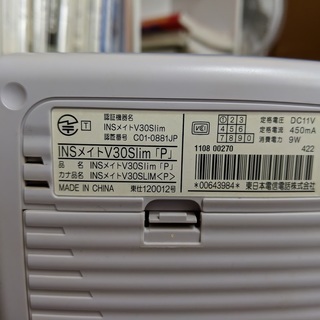 T
認証機器名
INSメイトV30Slim
認証番号 C01-0881JP
INSメイトV30Slim「P」
品 名 INSメイトV30Slim「P」
カナ品名 INSメイトV30SLIM<P>
MADE IN CHINA 東仕120012号
①23
456
7890
定格電圧 DC11V
定格電流 450mA
消費電力 9W
1108 00270 422
*00643984*
東日本電信電話株式会社